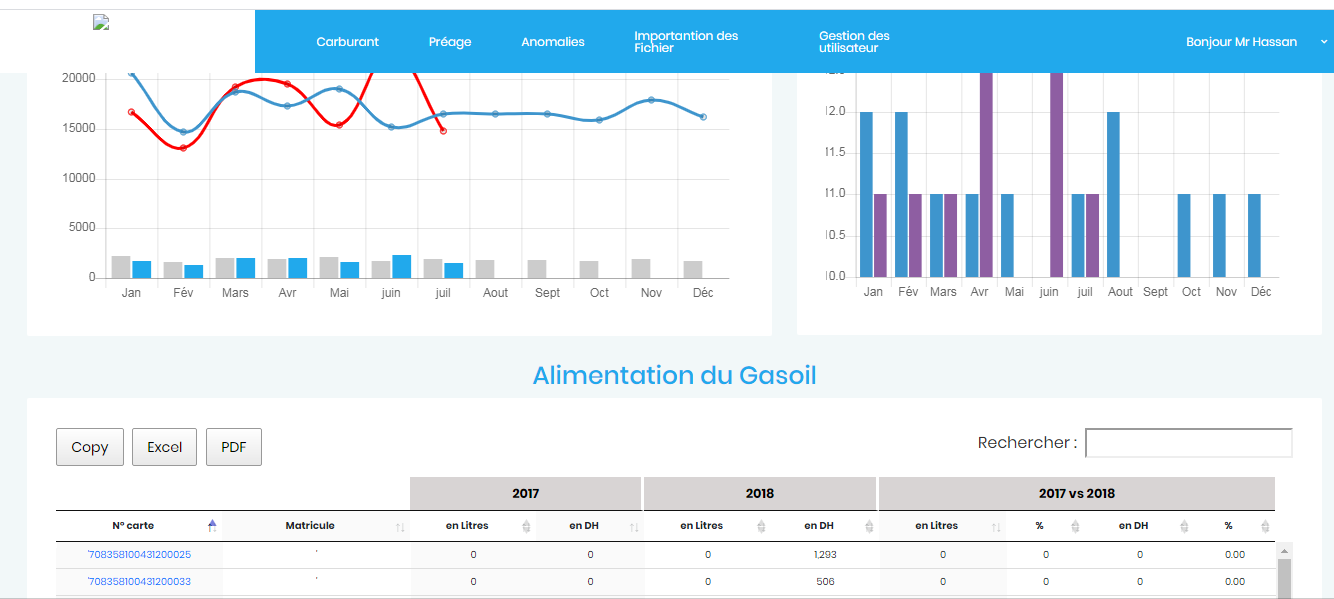 Carburant Préage Anomalies Importantion des Fichier Gestion des utilisateur Bonjour Mr Hassan
20000
15000
10000
5000
0
Jan Fév Mars Avr Mai juin juil Aout Sept Oct Nov Déc
12.0
11.5
11.0
10.5
10.0
Jan Fév Mars Avr Mai juin juil Aout Sept Oct Nov Déc
Alimentation du Gasoil
Copy Excel PDF Rechercher :
2017 2018 2017 vs 2018
N° carte Matricule en Litres en DH en Litres en DH en Litres % en DH %
'708358100431200025 ' 0 0 0 1,293 0 0 0 0.00
'708358100431200033 ' 0 0 0 506 0 0 0 0.00